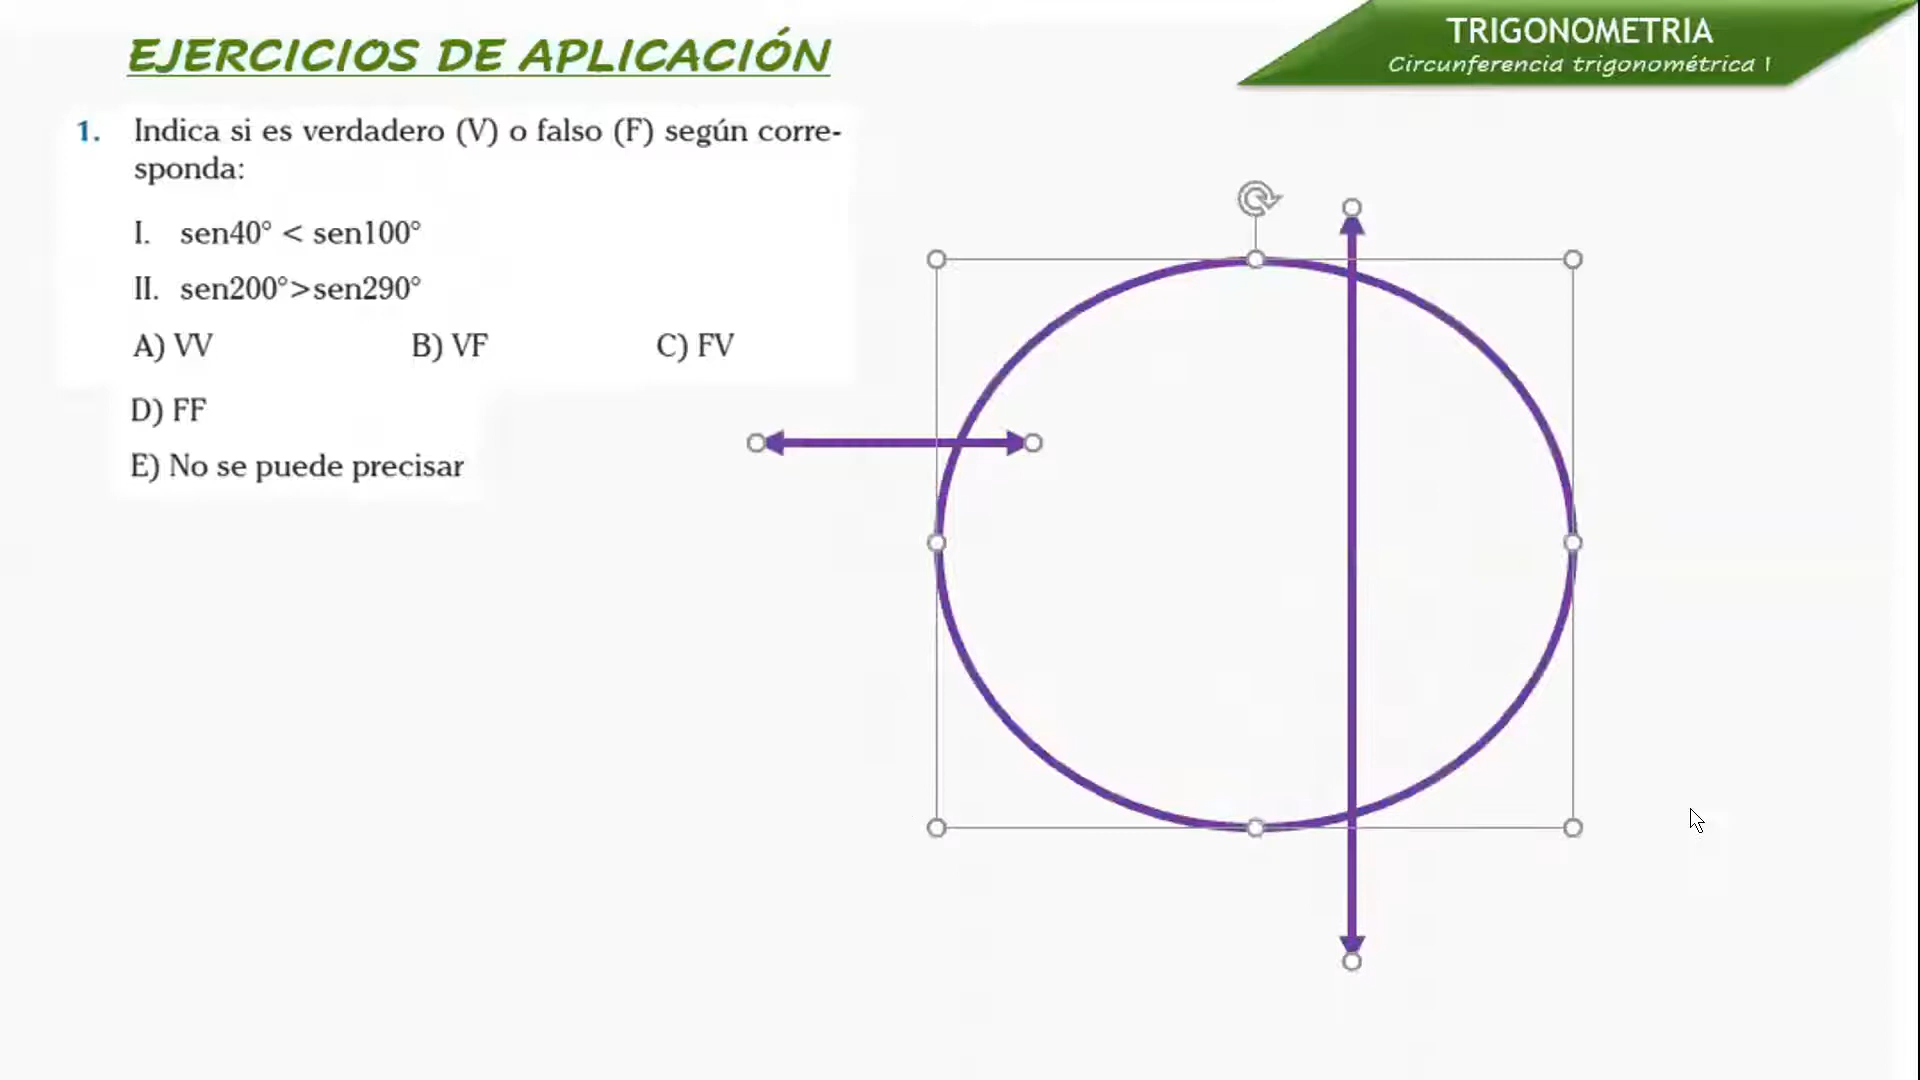 EJERCICIOS DE APLICACIÓN
TRIGONOMETRIA
Circunferencia trigonométrica I
1. Indica si es verdadero (V) o falso (F) según corre-
sponda:
I. sen40° < sen100°
II. sen200°>sen290°
A) VV B) VF C) FV
D) FF
E) No se puede precisar